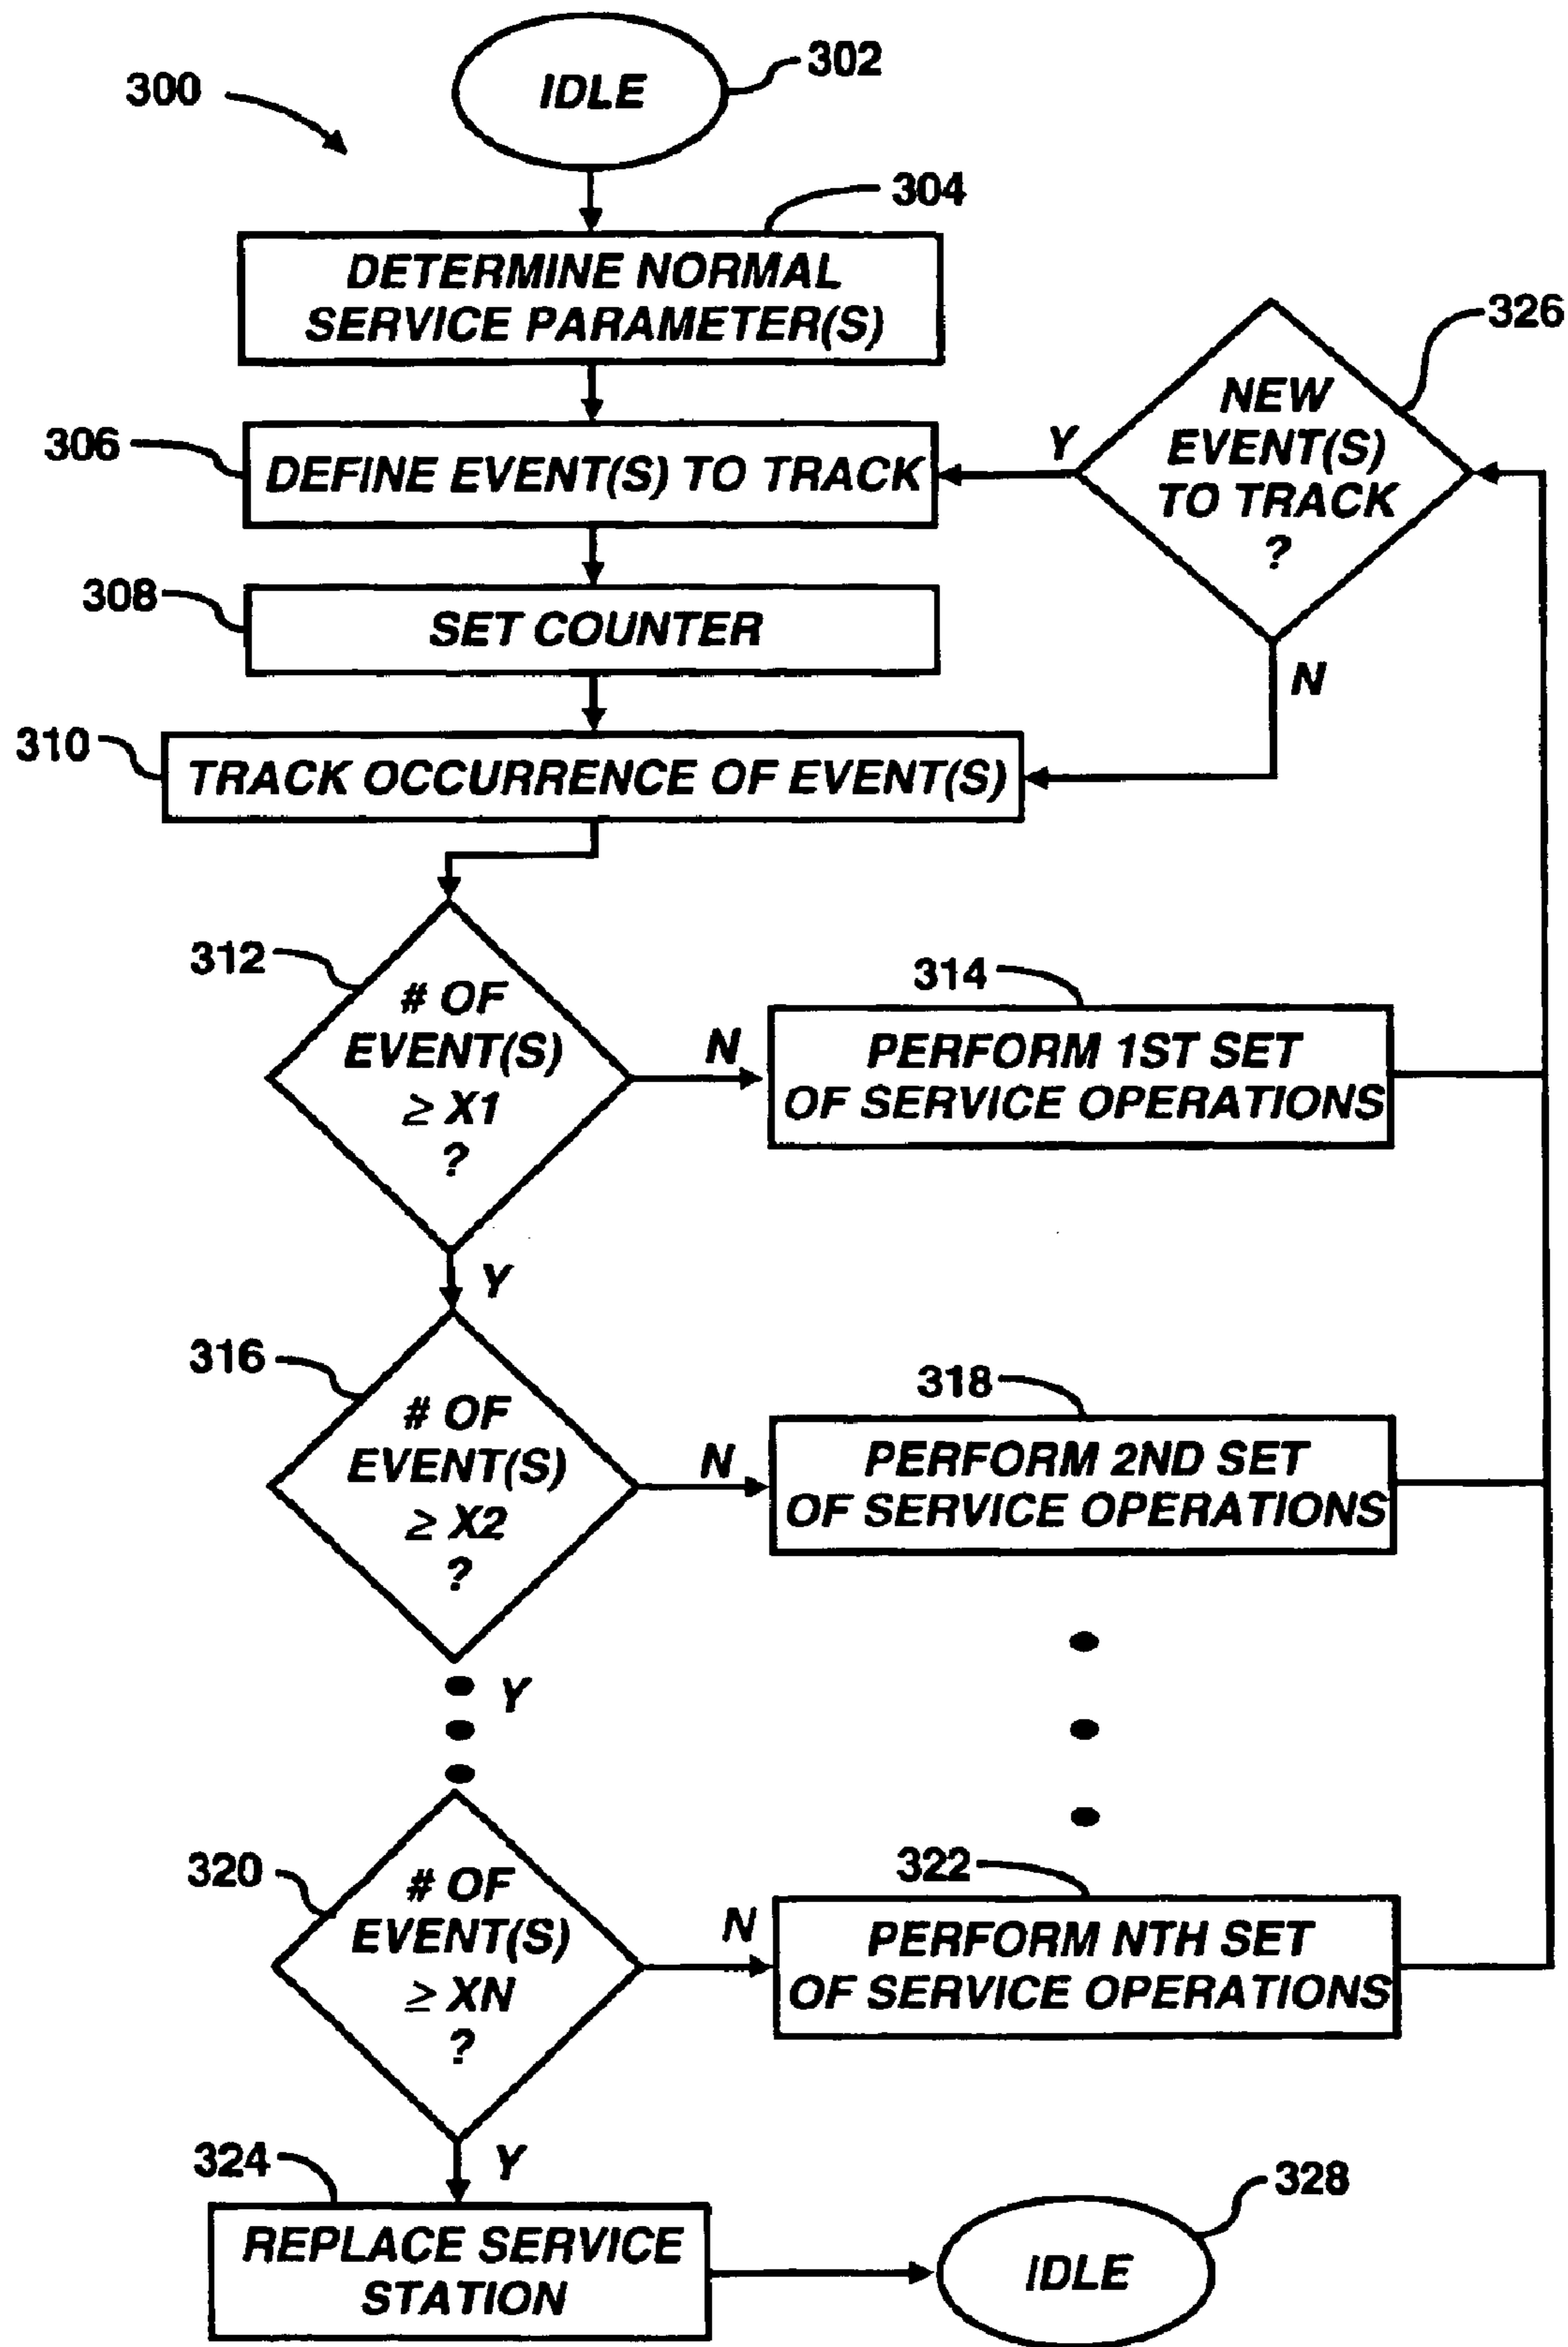 300
IDLE
302
304
DETERMINE NORMAL
SERVICE PARAMETER(S)
326
NEW
EVENT(S)
TO TRACK
?
Y
N
306
DEFINE EVENT(S) TO TRACK
308
SET COUNTER
310
TRACK OCCURRENCE OF EVENT(S)
312
# OF
EVENT(S)
≥ X1
?
N
Y
314
PERFORM 1ST SET
OF SERVICE OPERATIONS
316
# OF
EVENT(S)
≥ X2
?
N
Y
318
PERFORM 2ND SET
OF SERVICE OPERATIONS
320
# OF
EVENT(S)
≥ XN
?
N
Y
322
PERFORM NTH SET
OF SERVICE OPERATIONS
324
REPLACE SERVICE
STATION
328
IDLE